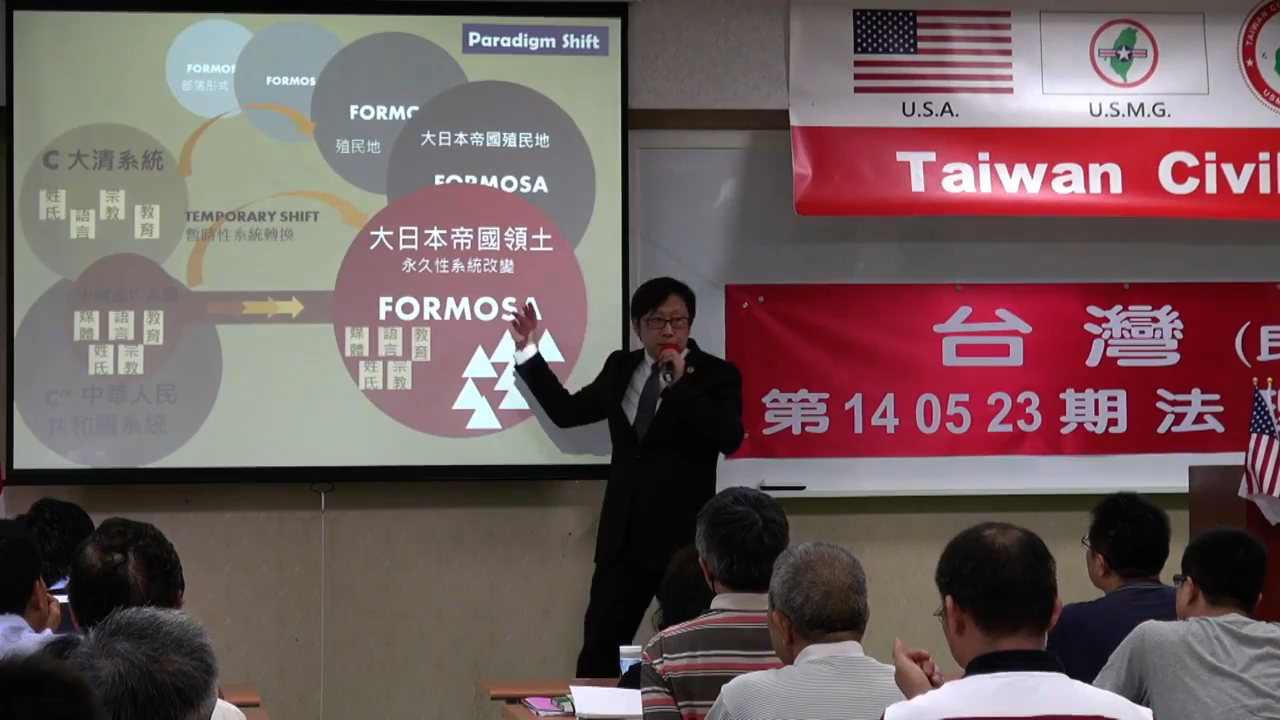 Paradigm Shift
FORMOS
部落形式
FORMOS
FORMO
殖民地
大日本帝國殖民地
FORMOSA
C 大清系統
姓氏
語言
宗教
教育
TEMPORARY SHIFT
暫時性系統轉換
大日本帝國領土
永久性系統改變
FORMOSA
媒體
語言
教育
姓氏
宗教
媒體
語言
教育
姓氏
宗教
C" 中華人民
共和國系統
U.S.A.
U.S.M.G.
Taiwan Civil
台灣(民
第 14 05 23 期 法